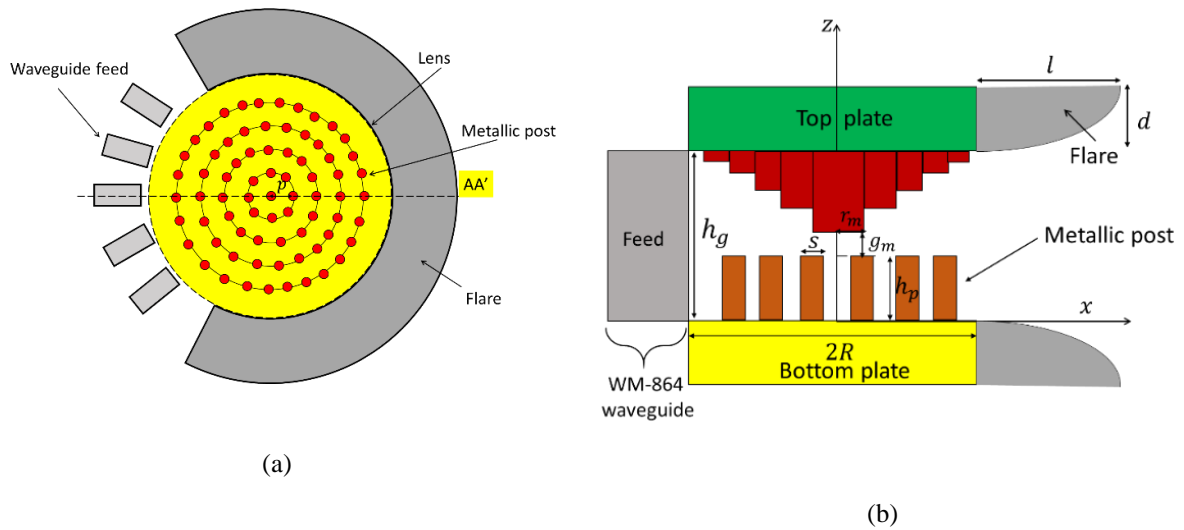 Waveguide feed
Lens
Metallic post
p
AA’
Flare
(a)
z
l
Top plate
d
Flare
r_m
Feed
h_g
s
g_m
Metallic post
h_p
x
2R
Bottom plate
WM-864
waveguide
(b)